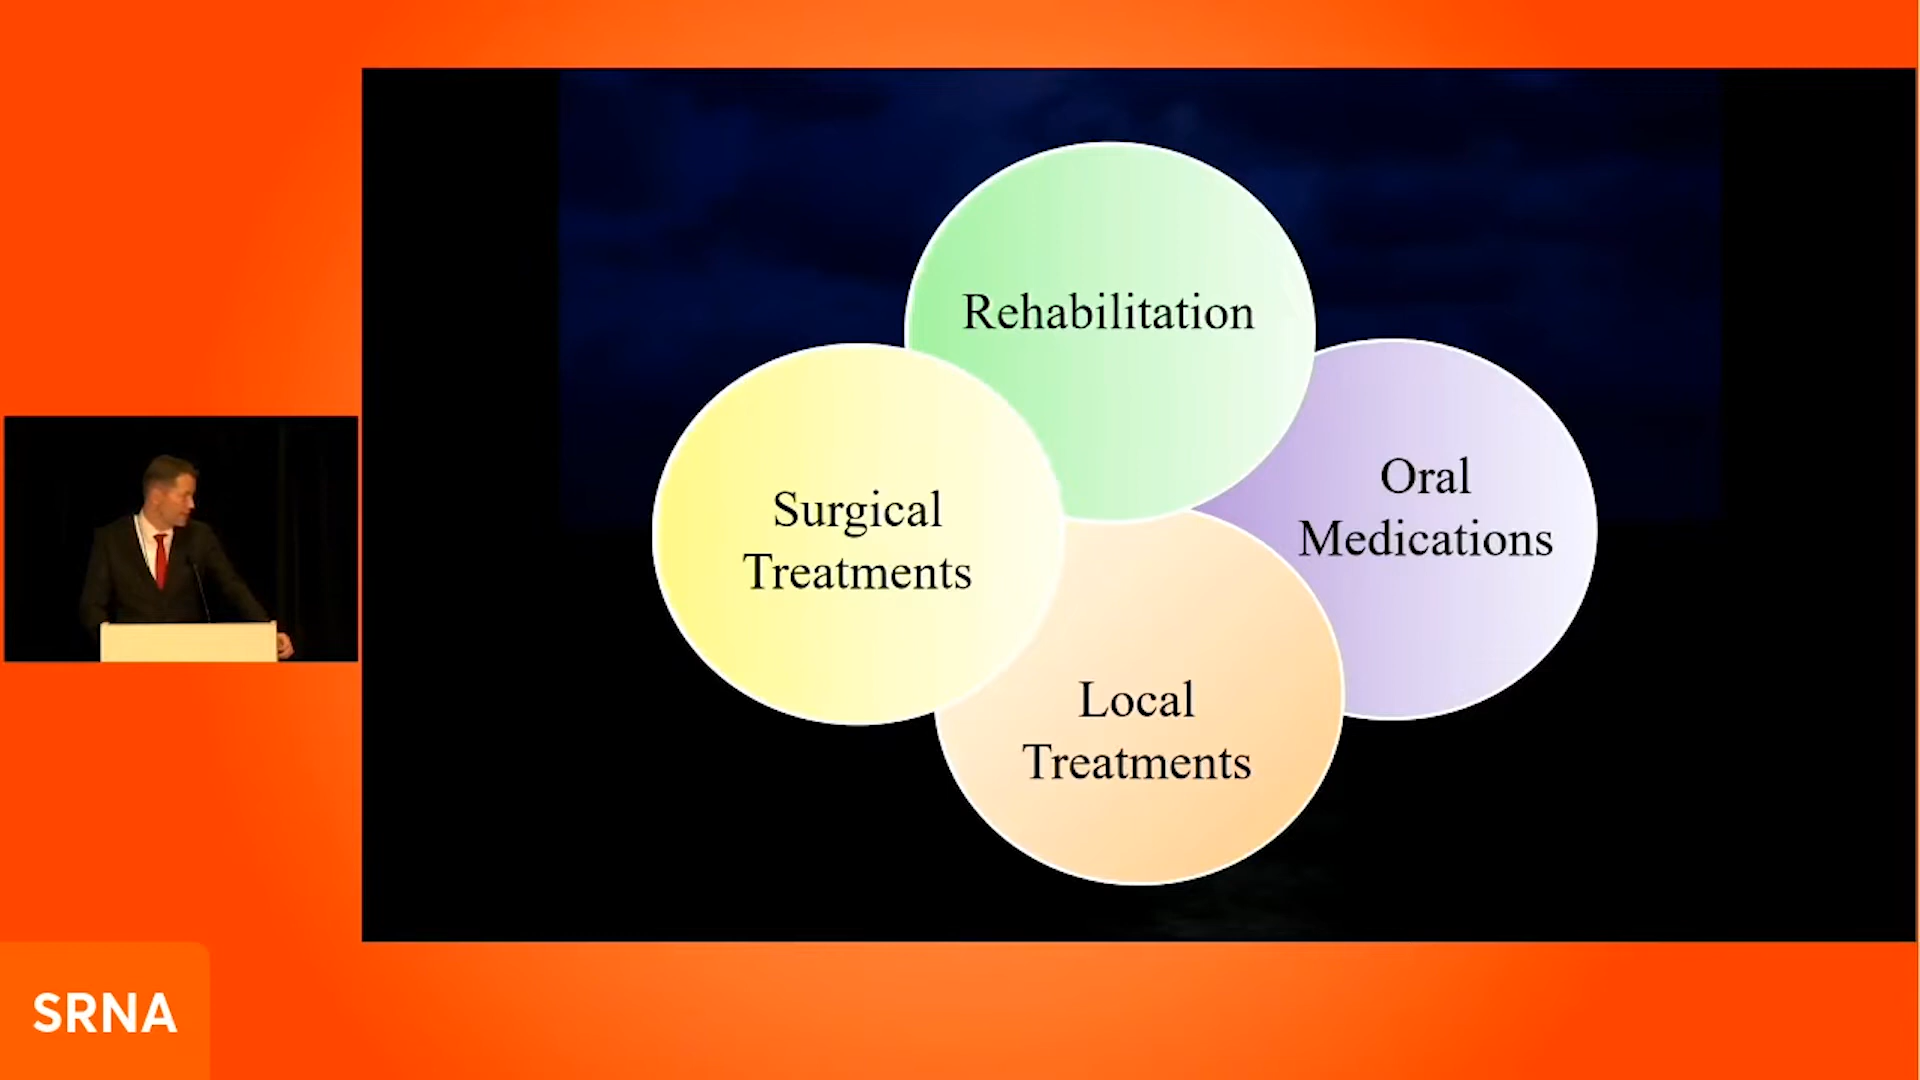 Rehabilitation
Surgical
Treatments
Oral
Medications
Local
Treatments
SRNA